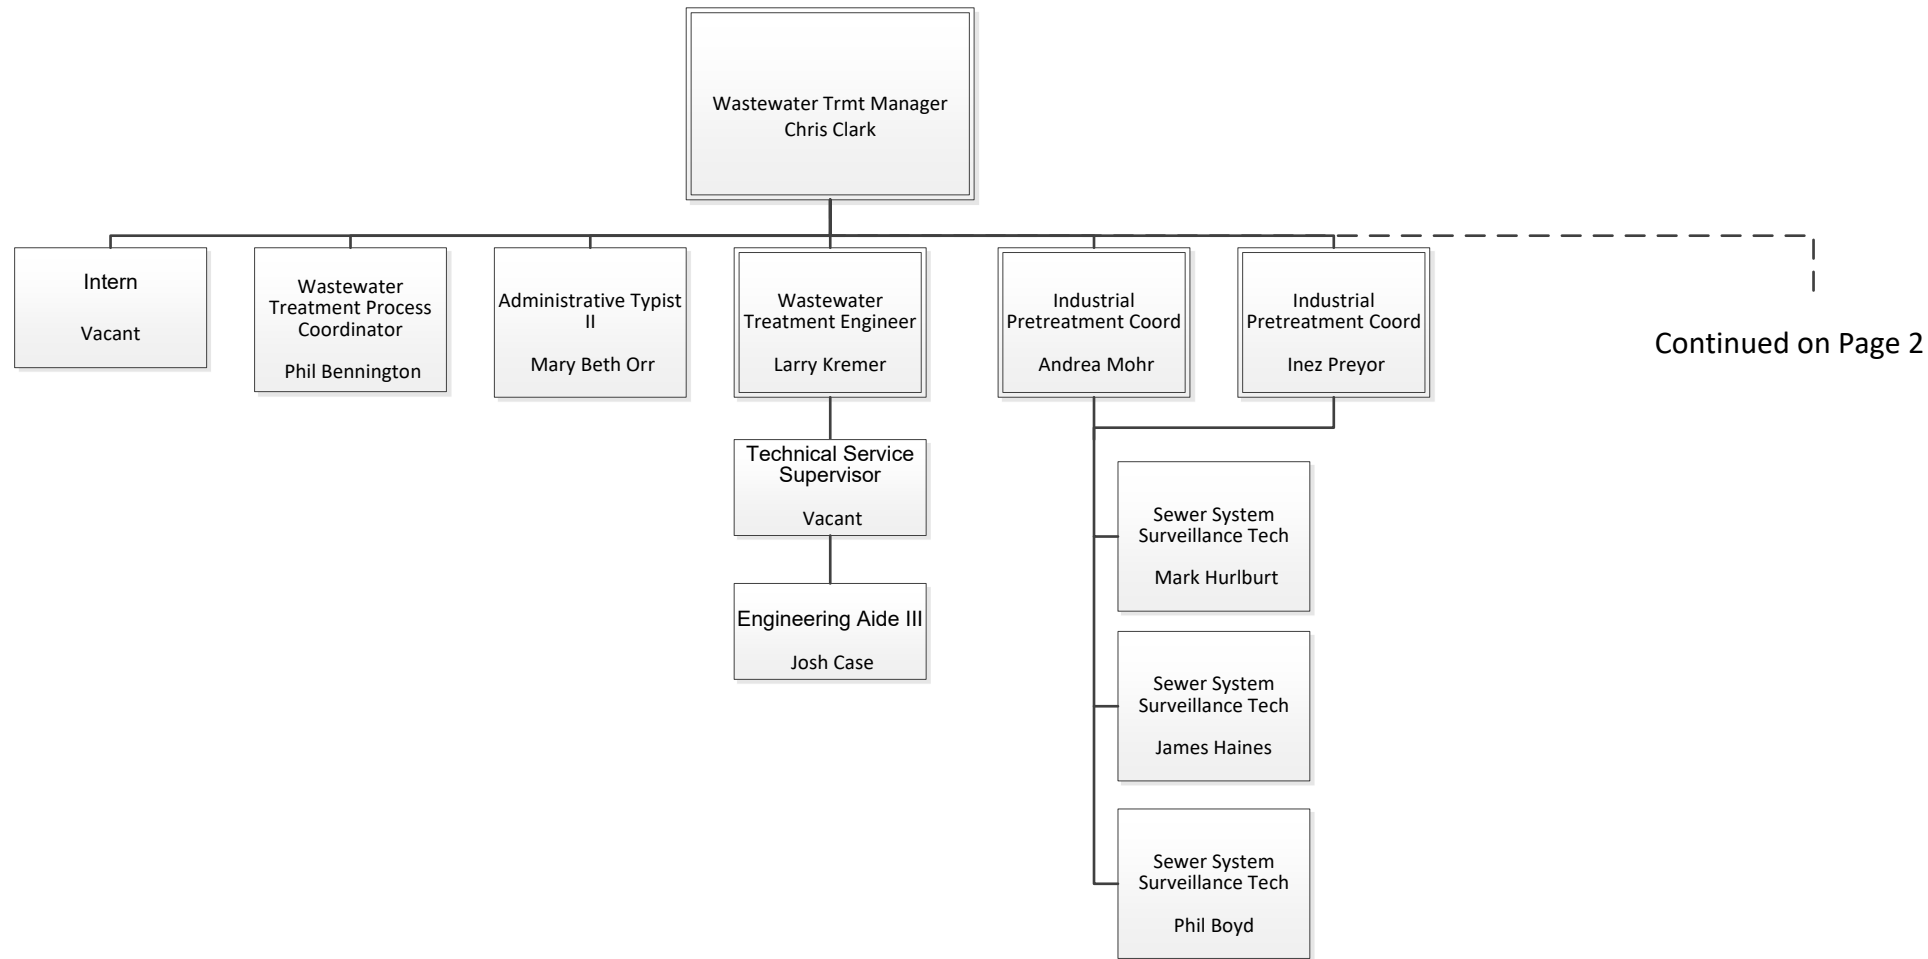 Wastewater Trmt Manager
Chris Clark
Intern
Vacant
Wastewater
Treatment Process
Coordinator
Phil Bennington
Administrative Typist
II
Mary Beth Orr
Wastewater
Treatment Engineer
Larry Kremer
Industrial
Pretreatment Coord
Andrea Mohr
Industrial
Pretreatment Coord
Inez Preyor
Continued on Page 2
Technical Service
Supervisor
Vacant
Engineering Aide III
Josh Case
Sewer System
Surveillance Tech
Mark Hurlburt
Sewer System
Surveillance Tech
James Haines
Sewer System
Surveillance Tech
Phil Boyd